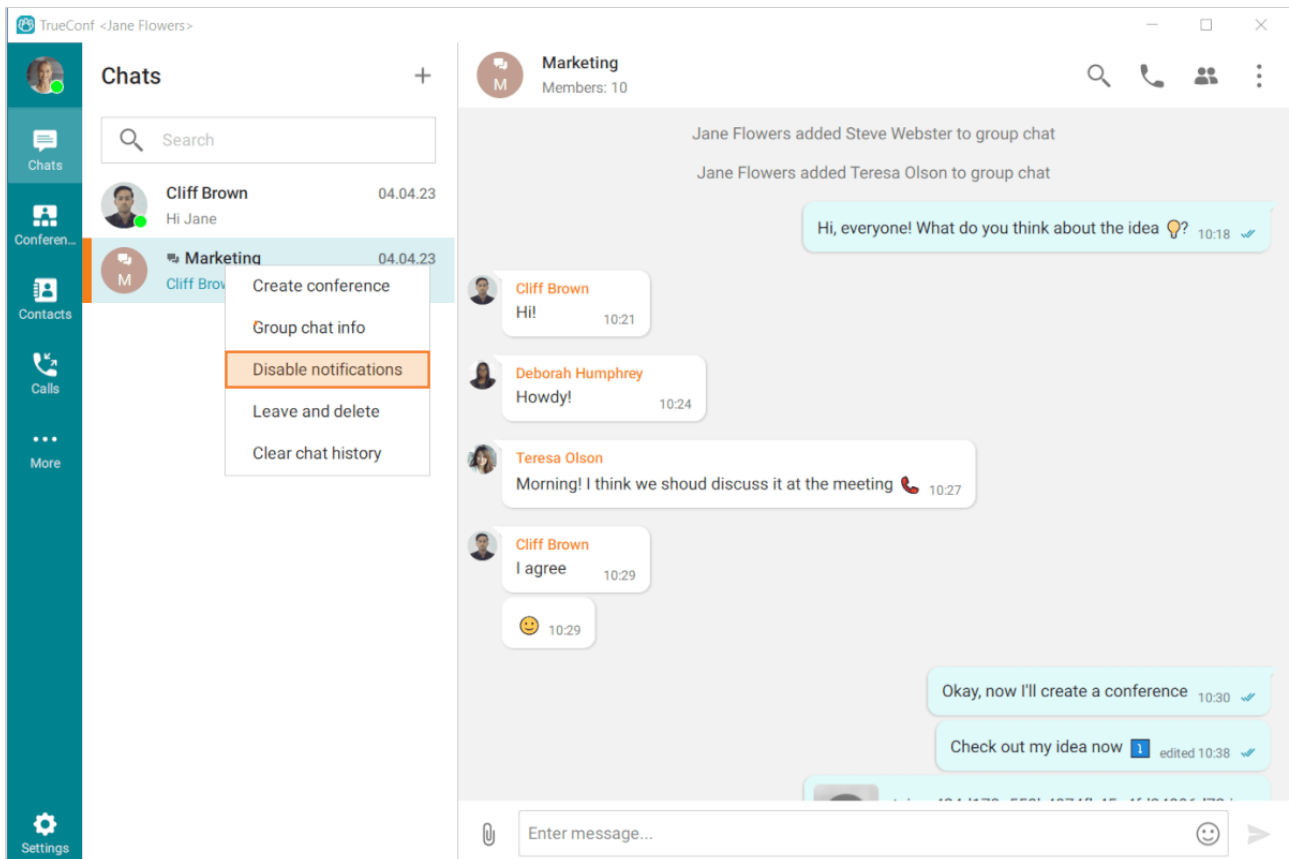 TrueConf <Jane Flowers>
Chats
Search
Cliff Brown 04.04.23
Hi Jane
M
Marketing 04.04.23
Cliff
Create conference
Group chat info
Disable notifications
Leave and delete
Clear chat history
Chats
Conferen...
Contacts
Calls
More
Settings
M
Marketing
Members: 10
Jane Flowers added Steve Webster to group chat
Jane Flowers added Teresa Olson to group chat
Hi, everyone! What do you think about the idea 💡? 10:18
Cliff Brown
Hi! 10:21
Deborah Humphrey
Howdy! 10:24
Teresa Olson
Morning! I think we shoud discuss it at the meeting 📞 10:27
Cliff Brown
I agree 10:29
🙂 10:29
Okay, now I'll create a conference 10:30
Check out my idea now ⤵️ edited 10:38
Enter message...